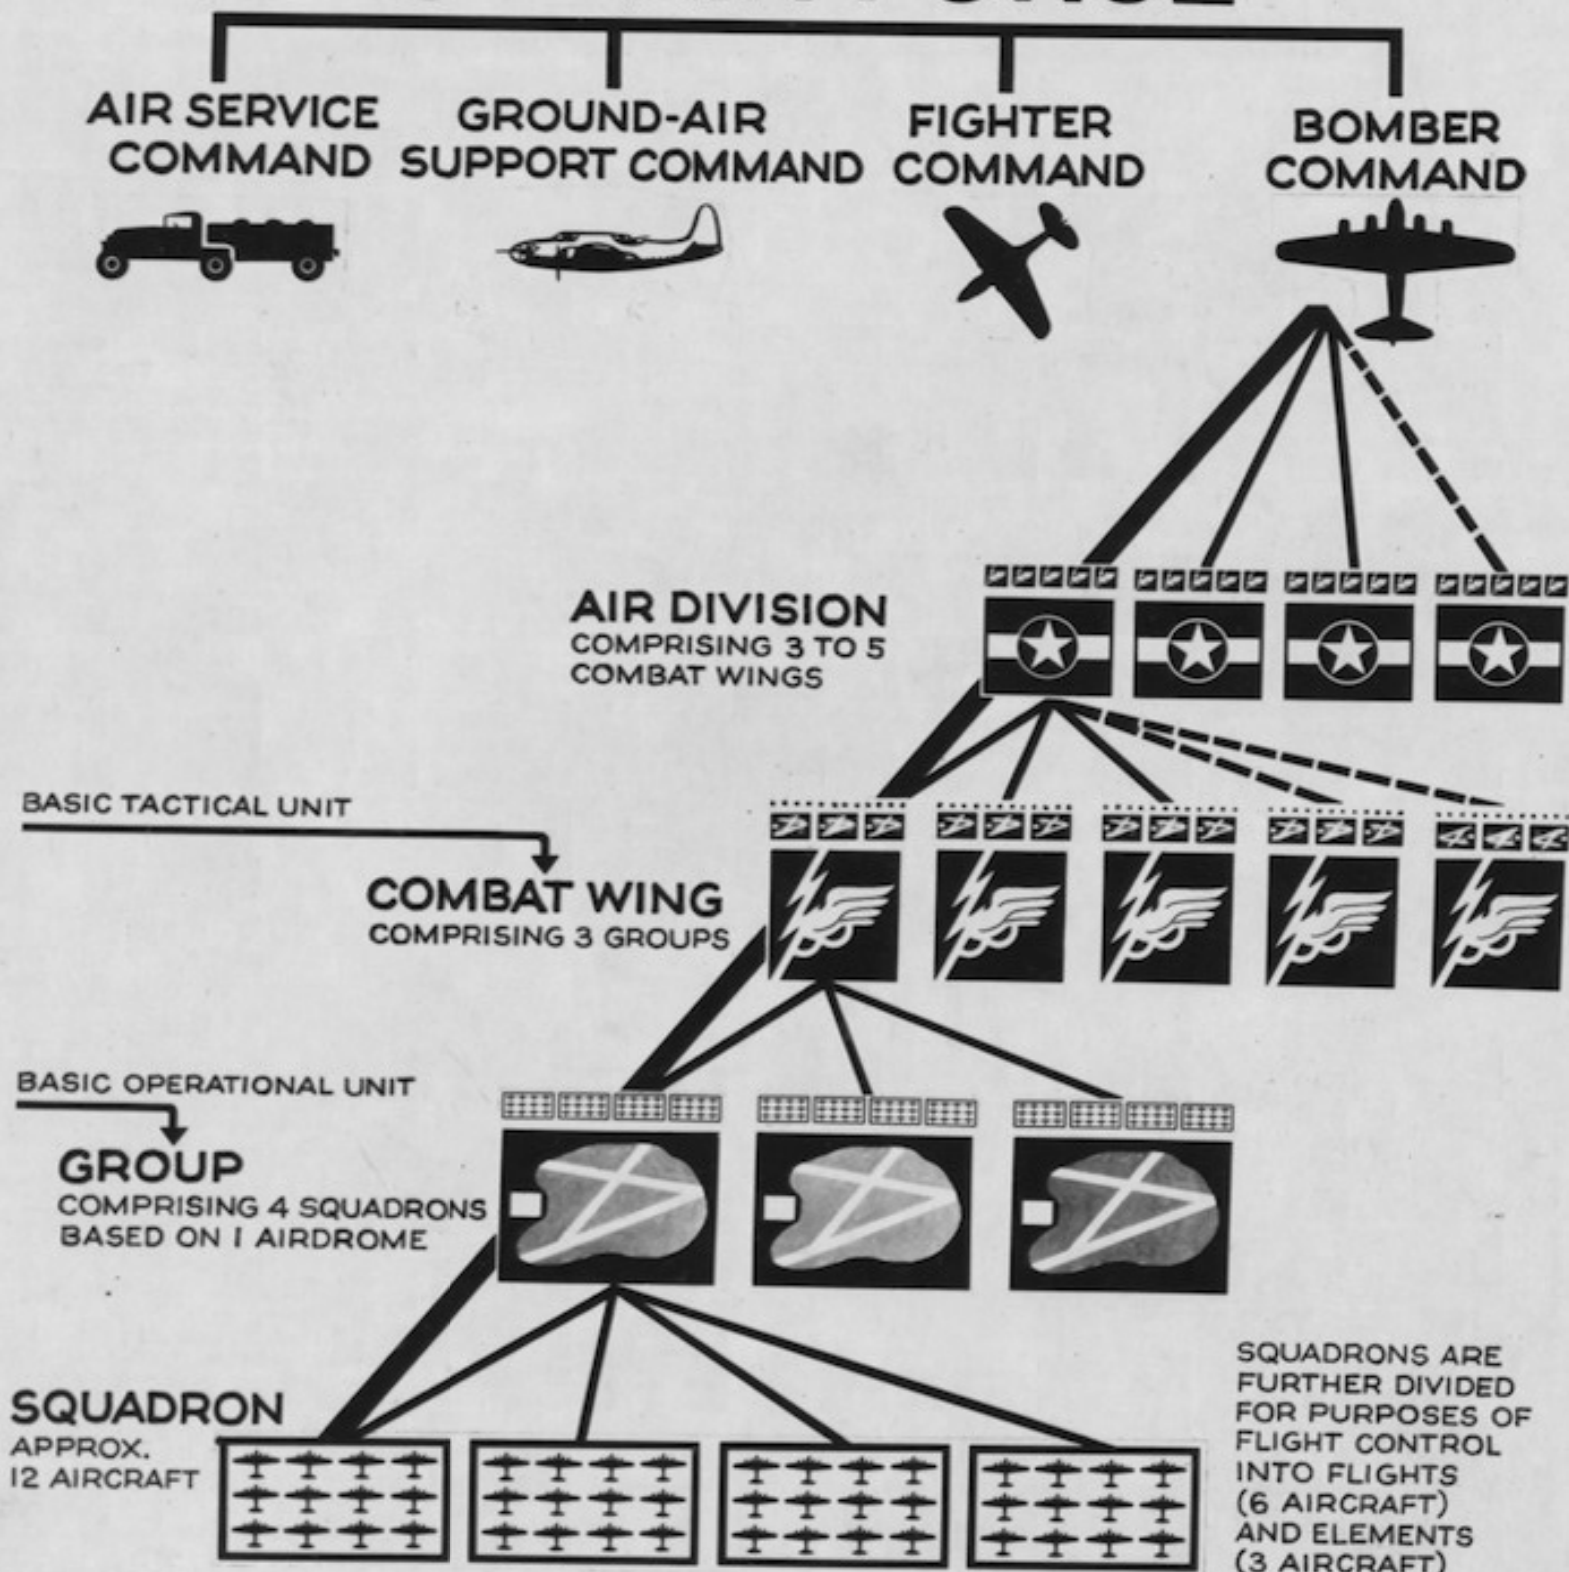 AIR SERVICE
COMMAND
GROUND-AIR
SUPPORT COMMAND
FIGHTER
COMMAND
BOMBER
COMMAND
AIR DIVISION
COMPRISING 3 TO 5
COMBAT WINGS
BASIC TACTICAL UNIT
COMBAT WING
COMPRISING 3 GROUPS
BASIC OPERATIONAL UNIT
GROUP
COMPRISING 4 SQUADRONS
BASED ON 1 AIRDROME
SQUADRON
APPROX.
12 AIRCRAFT
SQUADRONS ARE
FURTHER DIVIDED
FOR PURPOSES OF
FLIGHT CONTROL
INTO FLIGHTS
(6 AIRCRAFT)
AND ELEMENTS
(3 AIRCRAFT)